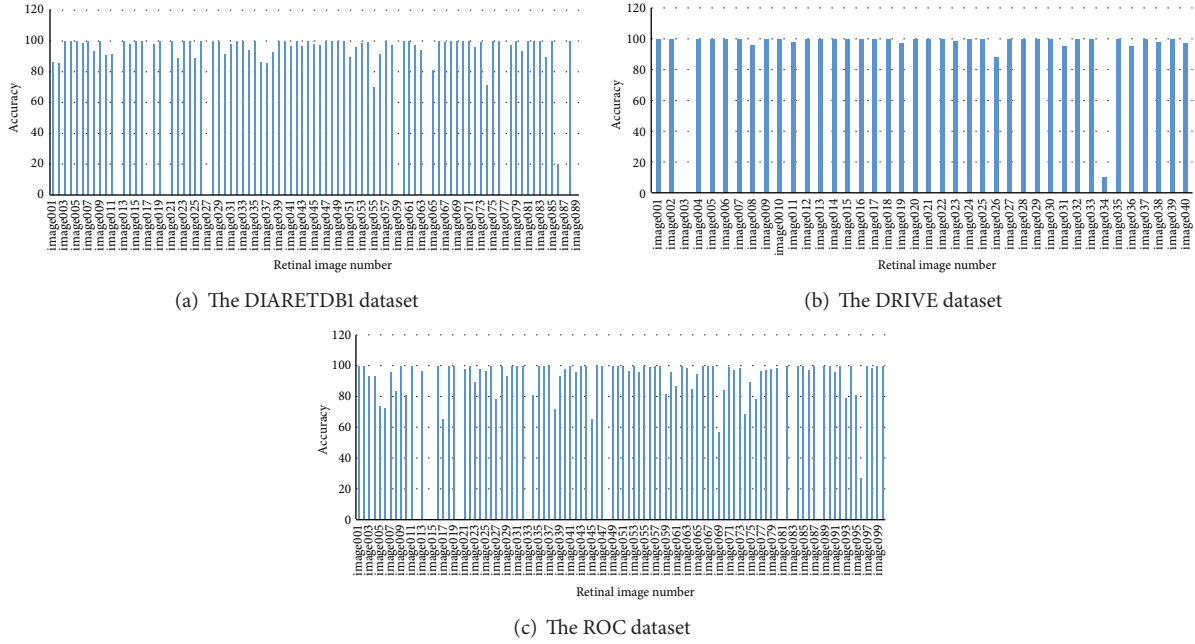 120
100
80
60
40
20
0
Accuracy
image001
image003
image005
image007
image009
image011
image013
image015
image017
image019
image021
image023
image025
image027
image029
image031
image033
image035
image037
image039
image041
image043
image045
image047
image049
image051
image053
image055
image057
image059
image061
image063
image065
image067
image069
image071
image073
image075
image077
image079
image081
image083
image085
image087
image089
Retinal image number
(a) The DIARETDB1 dataset
120
100
80
60
40
20
0
Accuracy
image001
image002
image003
image004
image005
image006
image007
image008
image009
image0010
image011
image012
image013
image014
image015
image016
image017
image018
image019
image020
image021
image022
image023
image024
image025
image026
image027
image028
image029
image030
image031
image032
image033
image034
image035
image036
image037
image038
image039
image040
Retinal image number
(b) The DRIVE dataset
120
100
80
60
40
20
0
Accuracy
image001
image003
image005
image007
image009
image011
image013
image015
image017
image019
image021
image023
image025
image027
image029
image031
image033
image035
image037
image039
image041
image043
image045
image047
image049
image051
image053
image055
image057
image059
image061
image063
image065
image067
image069
image071
image073
image075
image077
image079
image081
image083
image085
image087
image089
image091
image093
image095
image097
image099
Retinal image number
(c) The ROC dataset